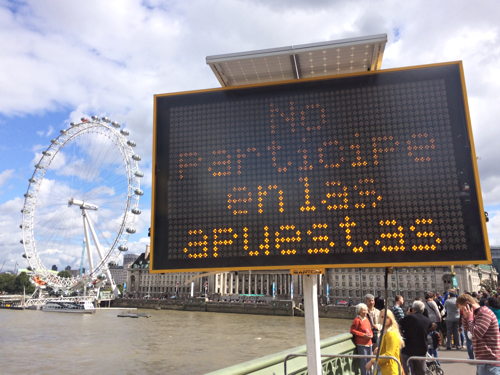 No
participe
en las
apuestas